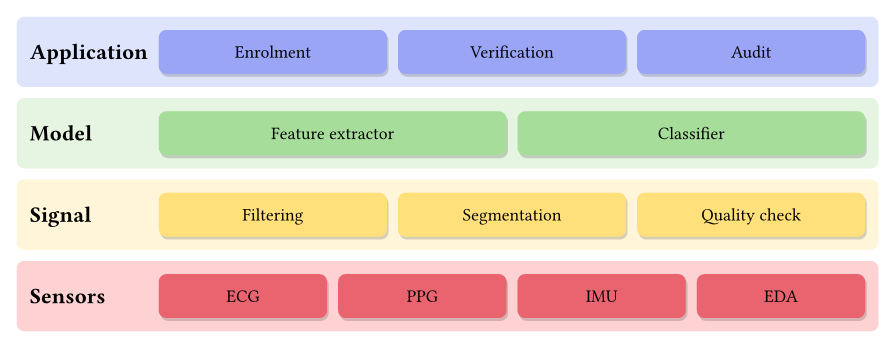 Application
Enrolment
Verification
Audit
Model
Feature extractor
Classifier
Signal
Filtering
Segmentation
Quality check
Sensors
ECG
PPG
IMU
EDA